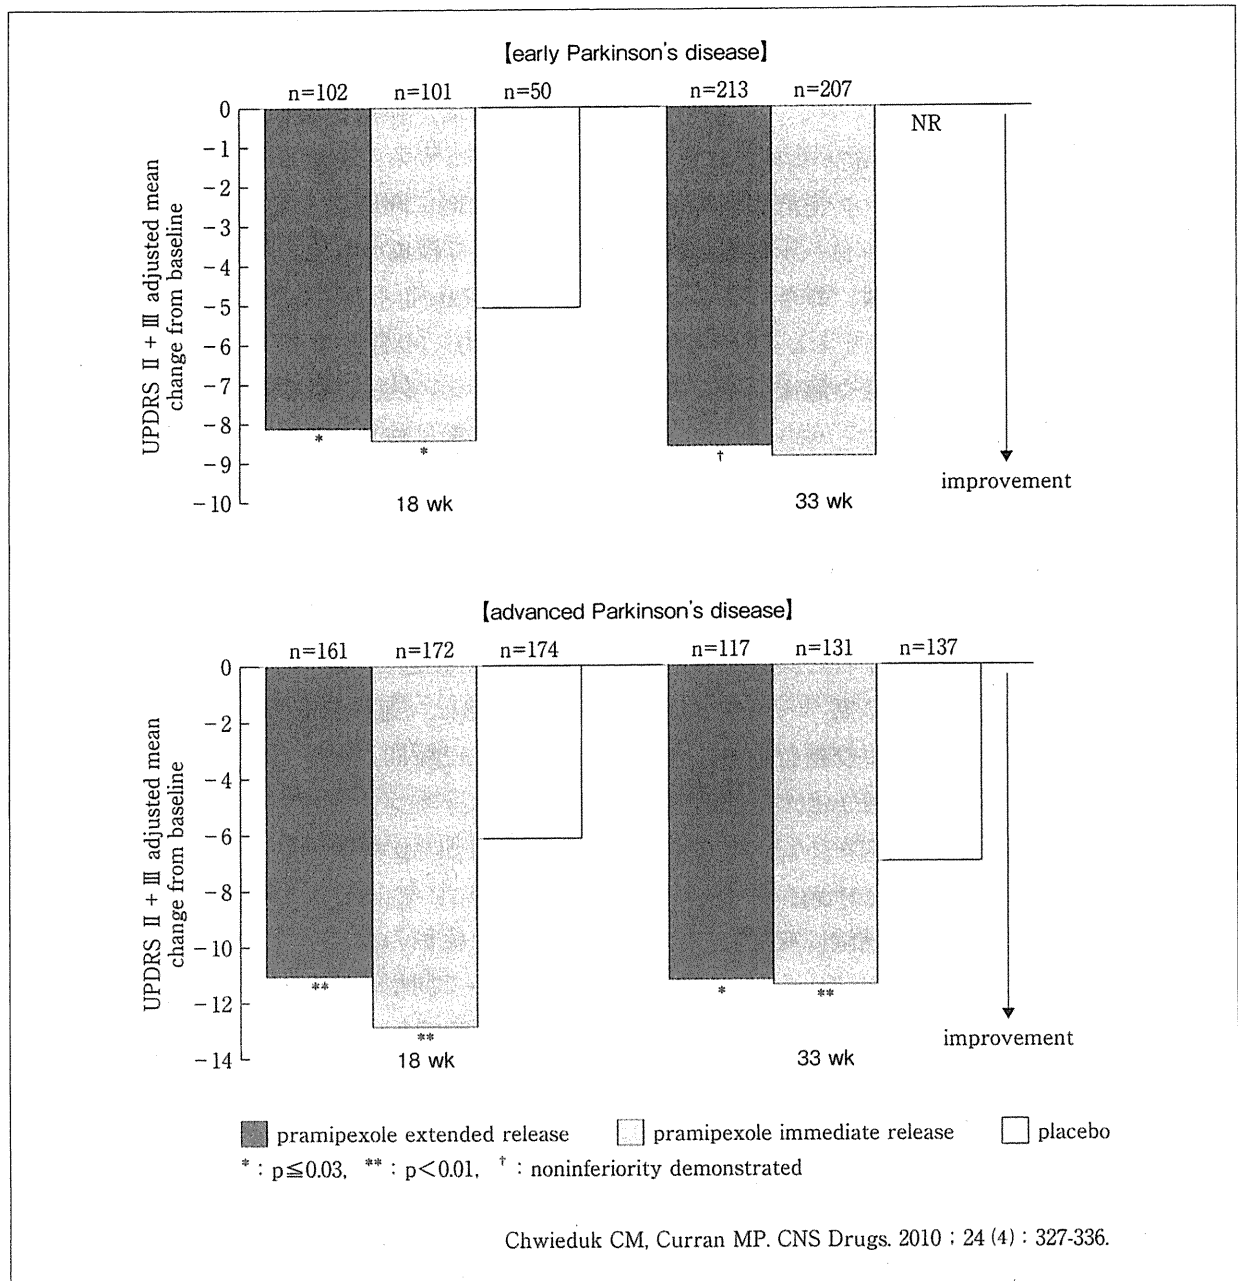 【early Parkinson's disease】
n=102 n=101 n=50 n=213 n=207
0
−1
−2
−3
−4
−5
−6
−7
−8
−9
−10
UPDRS Ⅱ + Ⅲ adjusted mean
change from baseline
NR
* * †
18 wk 33 wk
improvement
【advanced Parkinson's disease】
n=161 n=172 n=174 n=117 n=131 n=137
0
−2
−4
−6
−8
−10
−12
−14
UPDRS Ⅱ + Ⅲ adjusted mean
change from baseline
** ** * **
18 wk 33 wk
improvement
pramipexole extended release pramipexole immediate release placebo
* : p≦0.03, ** : p<0.01, † : noninferiority demonstrated
Chwieduk CM, Curran MP. CNS Drugs. 2010 ; 24 (4) : 327-336.